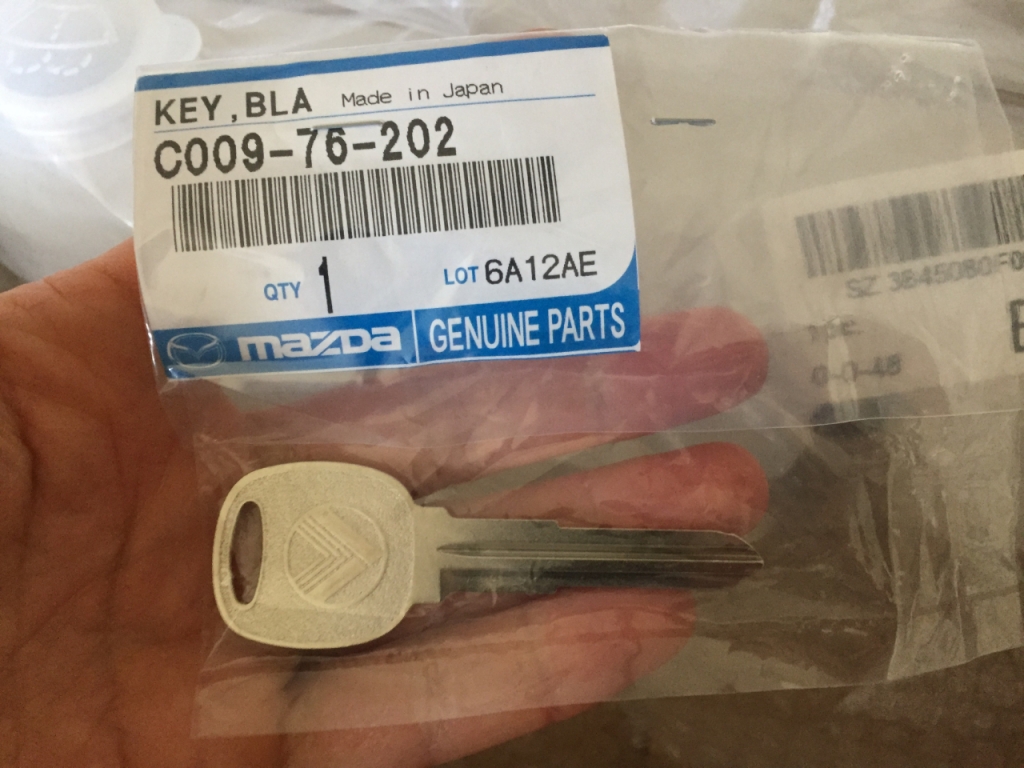 KEY,BLA Made in Japan
C009-76-202
QTY 1 LOT 6A12AE
mazda GENUINE PARTS